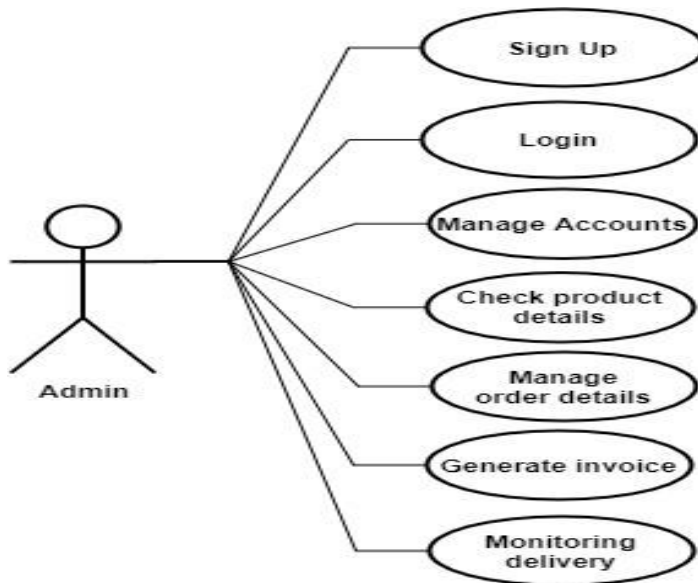 Sign Up
Login
Manage Accounts
Check product
details
Manage
order details
Admin
Generate invoice
Monitoring
delivery